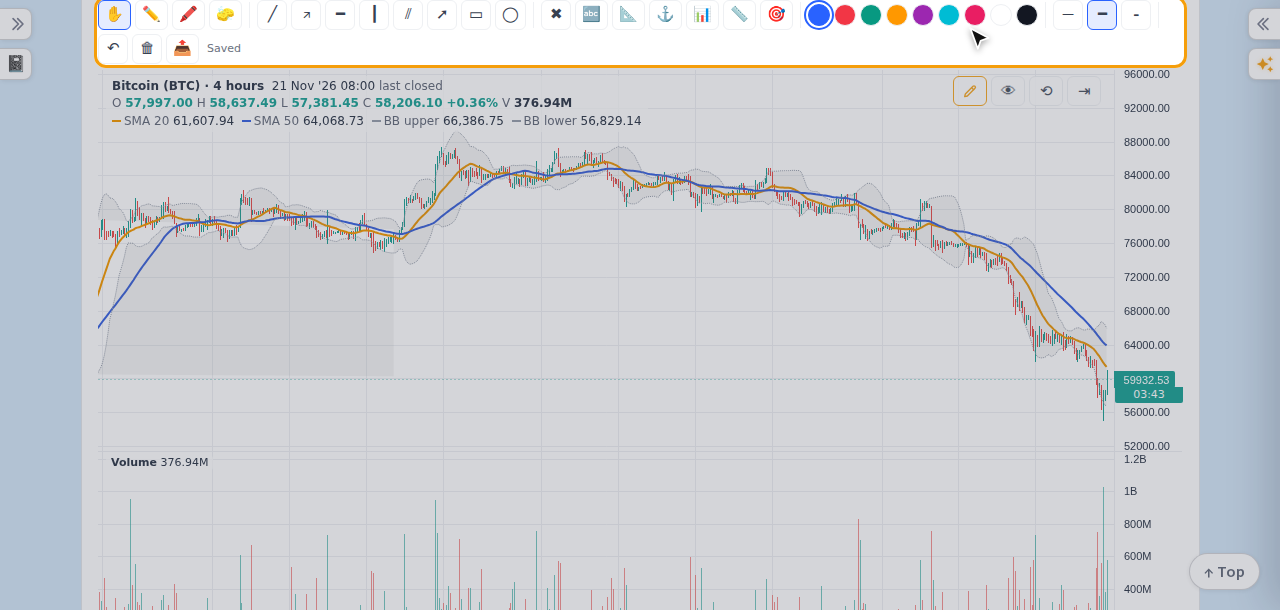 Saved
Bitcoin (BTC) · 4 hours 21 Nov '26 08:00 last closed
O 57,997.00 H 58,637.49 L 57,381.45 C 58,206.10 +0.36% V 376.94M
SMA 20 61,607.94 SMA 50 64,068.73 BB upper 66,386.75 BB lower 56,829.14
96000.00
92000.00
88000.00
84000.00
80000.00
76000.00
72000.00
68000.00
64000.00
59932.53
03:43
56000.00
52000.00
Volume 376.94M
1.2B
1B
800M
600M
400M
↑ Top